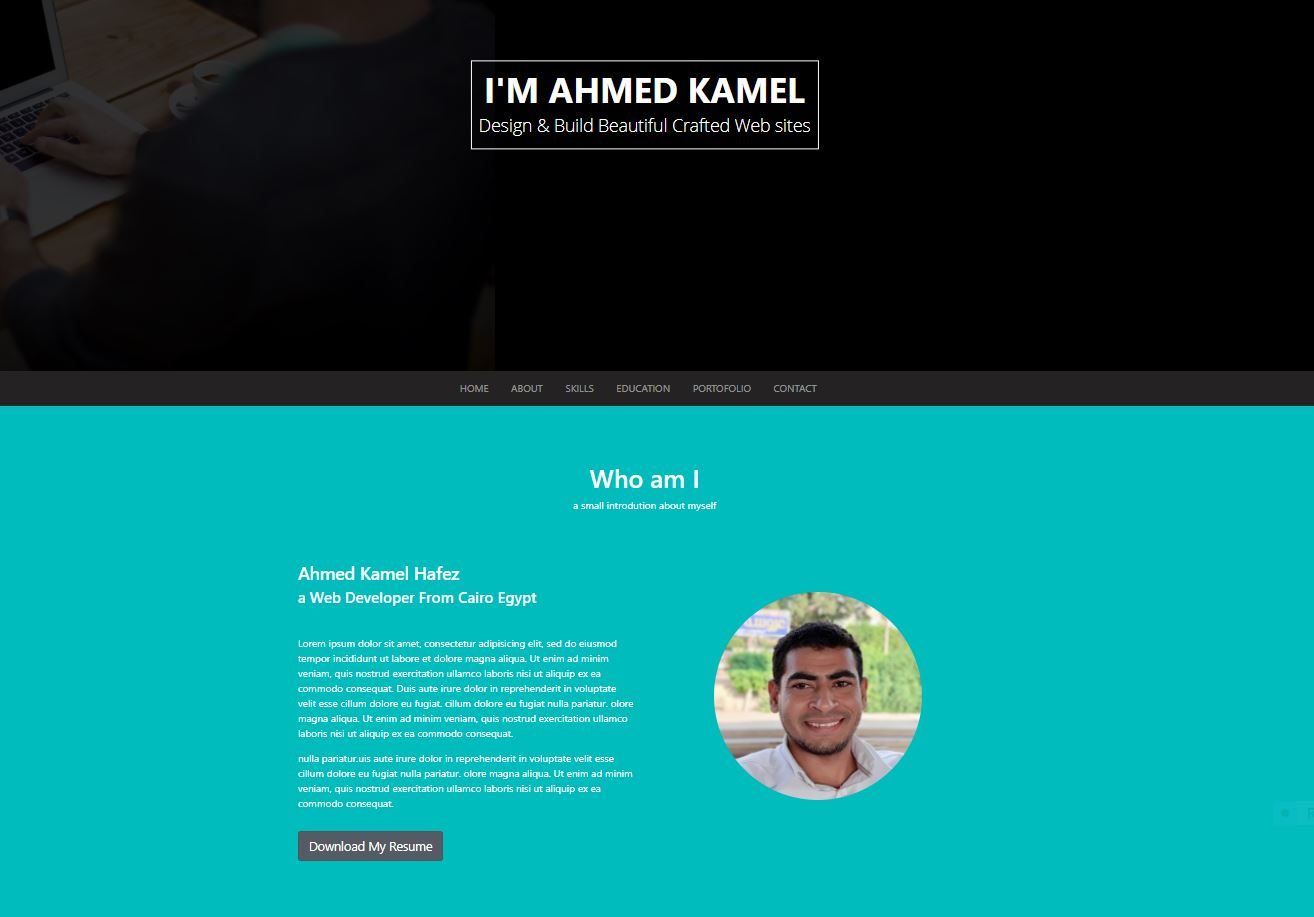 I'M AHMED KAMEL
Design & Build Beautiful Crafted Web sites
HOME ABOUT SKILLS EDUCATION PORTOFOLIO CONTACT
Who am I
a small introdution about myself
Ahmed Kamel Hafez
a Web Developer From Cairo Egypt
Lorem ipsum dolor sit amet, consectetur adipisicing elit, sed do eiusmod
tempor incididunt ut labore et dolore magna aliqua. Ut enim ad minim
veniam, quis nostrud exercitation ullamco laboris nisi ut aliquip ex ea
commodo consequat. Duis aute irure dolor in reprehenderit in voluptate
velit esse cillum dolore eu fugiat. cillum dolore eu fugiat nulla pariatur. olore
magna aliqua. Ut enim ad minim veniam, quis nostrud exercitation ullamco
laboris nisi ut aliquip ex ea commodo consequat.
nulla pariatur.uis aute irure dolor in reprehenderit in voluptate velit esse
cillum dolore eu fugiat nulla pariatur. olore magna aliqua. Ut enim ad minim
veniam, quis nostrud exercitation ullamco laboris nisi ut aliquip ex ea
commodo consequat.
Download My Resume